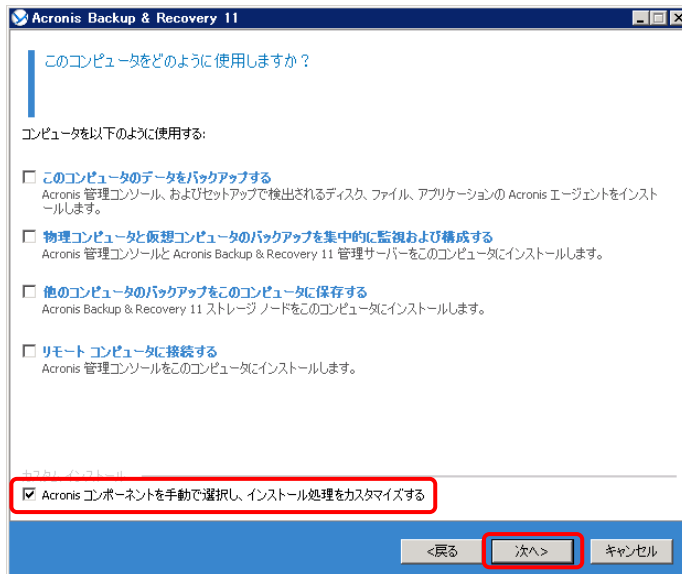 Acronis Backup & Recovery 11
このコンピュータをどのように使用しますか？
コンピュータを以下のように使用する:
このコンピュータのデータをバックアップする
Acronis 管理コンソール、およびセットアップで検出されるディスク、ファイル、アプリケーションの Acronis エージェントをインスト
ールします。
物理コンピュータと仮想コンピュータのバックアップを集中的に監視および構成する
Acronis 管理コンソールと Acronis Backup & Recovery 11 管理サーバーをこのコンピュータにインストールします。
他のコンピュータのバックアップをこのコンピュータに保存する
Acronis Backup & Recovery 11 ストレージ ノードをこのコンピュータにインストールします。
リモート コンピュータに接続する
Acronis 管理コンソールをこのコンピュータにインストールします。
カスタム インストール
Acronis コンポーネントを手動で選択し、インストール処理をカスタマイズする
<戻る 次へ> キャンセル